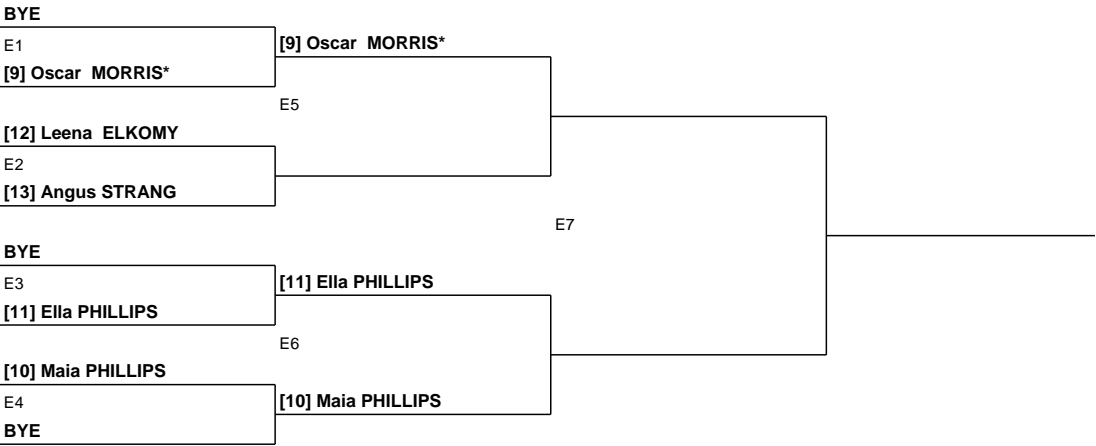 BYE
E1
[9] Oscar MORRIS*
[9] Oscar MORRIS*
E5
[12] Leena ELKOMY
E2
[13] Angus STRANG
E7
BYE
E3
[11] Ella PHILLIPS
[11] Ella PHILLIPS
E6
[10] Maia PHILLIPS
E4
[10] Maia PHILLIPS
BYE